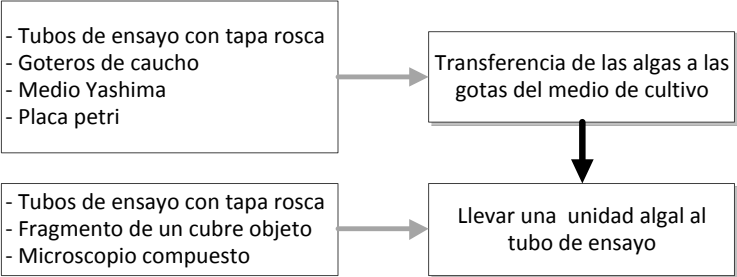 - Tubos de ensayo con tapa rosca
- Goteros de caucho
- Medio Yashima
- Placa petri
Transferencia de las algas a las
gotas del medio de cultivo
- Tubos de ensayo con tapa rosca
- Fragmento de un cubre objeto
- Microscopio compuesto
Llevar una unidad algal al
tubo de ensayo